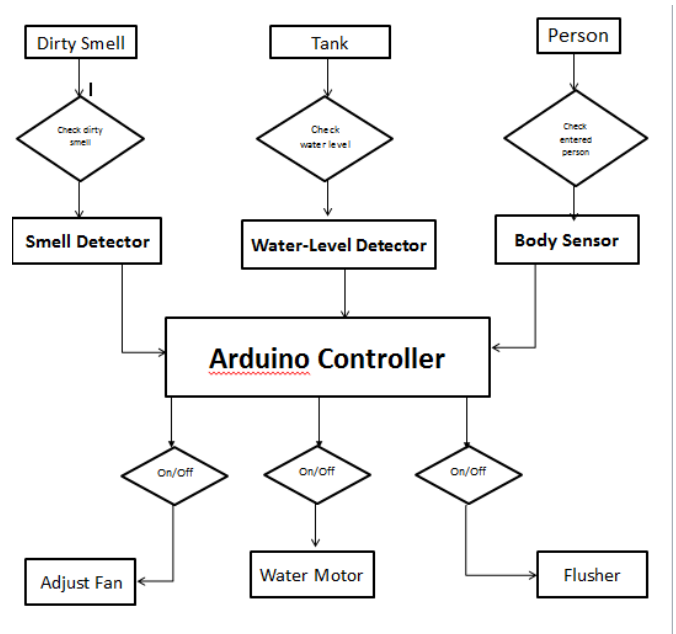 Dirty Smell
Tank
Person
Check dirty
smell
Check
water level
Check
entered
person
Smell Detector
Water-Level Detector
Body Sensor
Arduino Controller
On/Off
On/Off
On/Off
Adjust Fan
Water Motor
Flusher